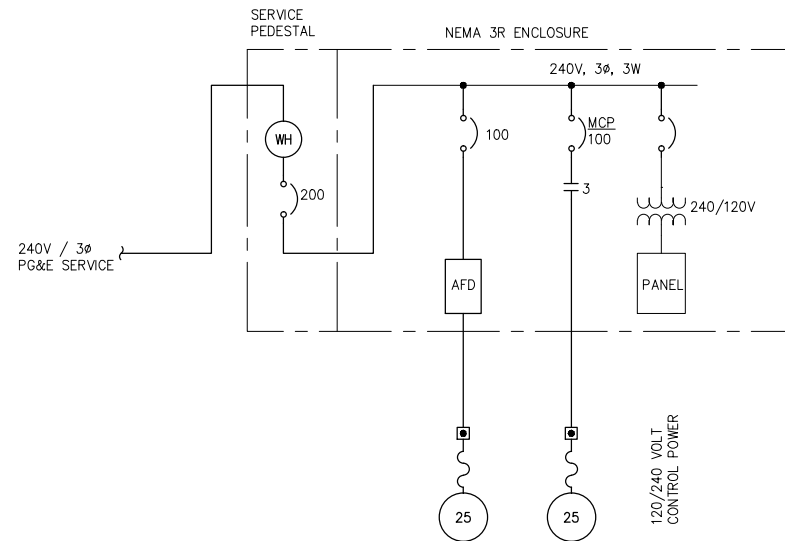 SERVICE
PEDESTAL
NEMA 3R ENCLOSURE
240V, 3ø, 3W
WH
200
100
MCP
100
3
240/120V
240V / 3ø
PG&E SERVICE
AFD
PANEL
120/240 VOLT
CONTROL POWER
25
25